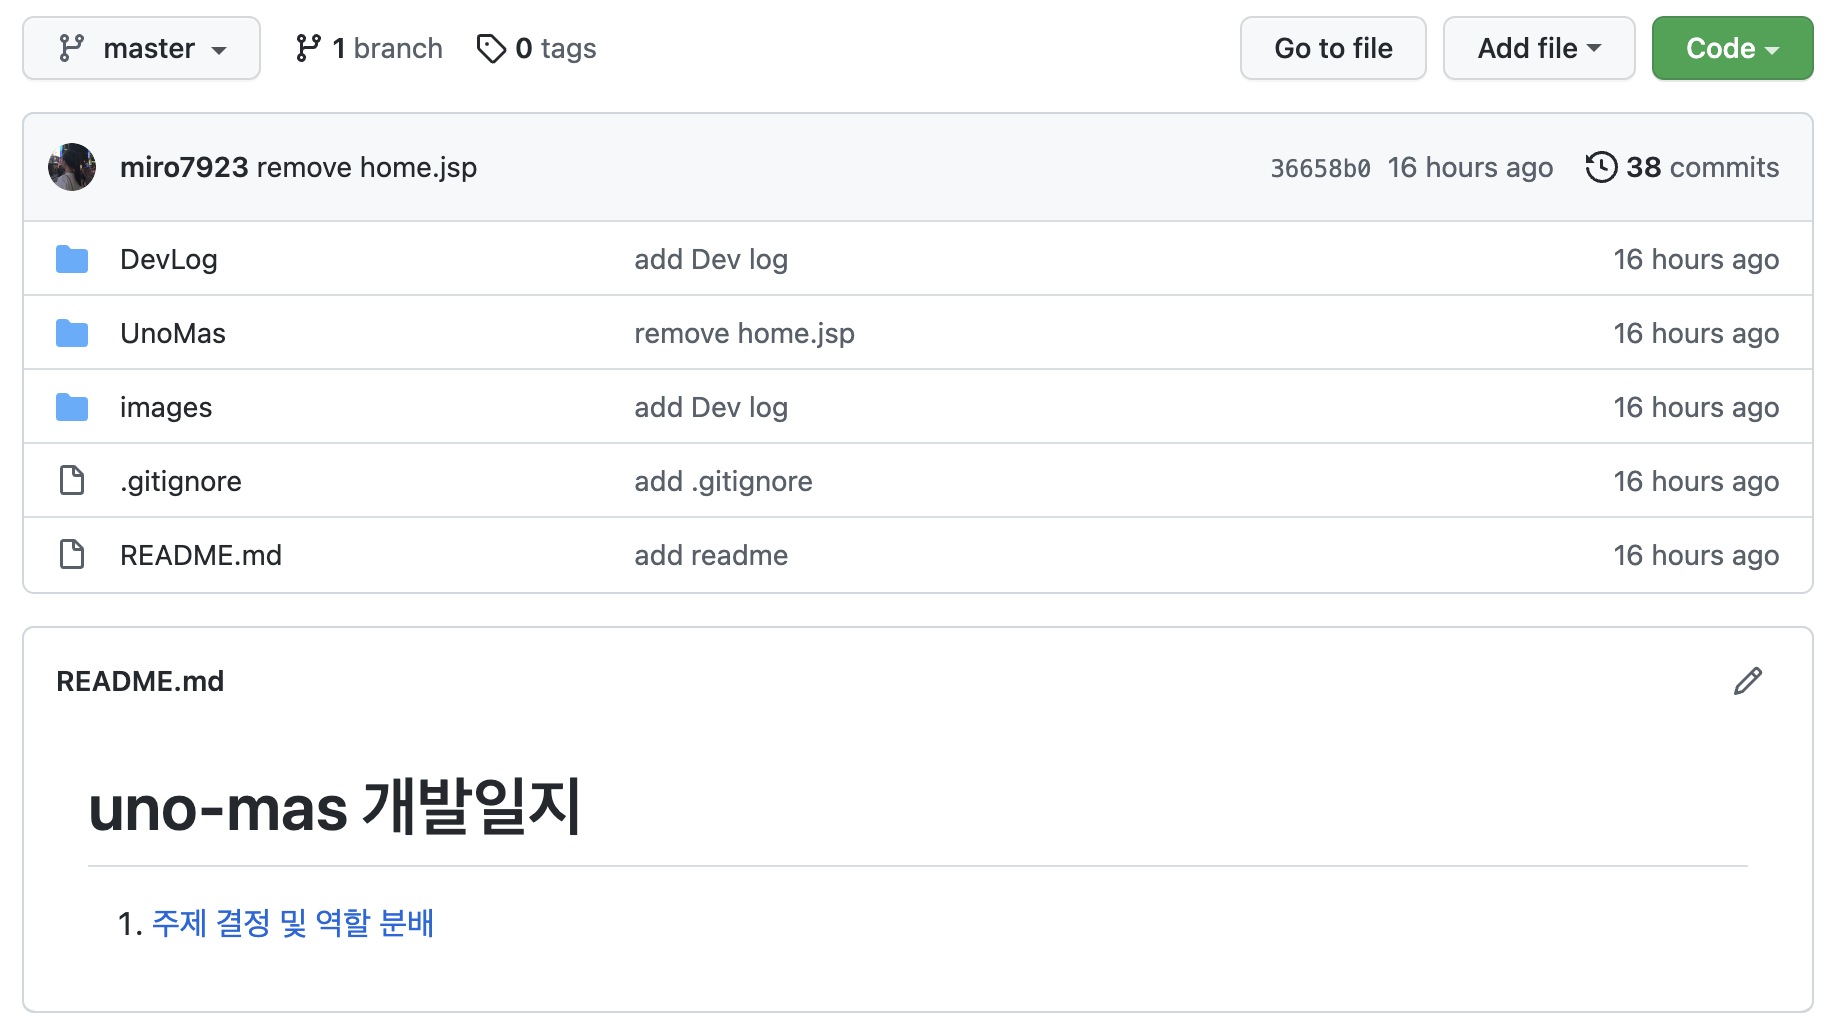 master 1 branch 0 tags Go to file Add file Code
miro7923 remove home.jsp 36658b0 16 hours ago 38 commits
DevLog add Dev log 16 hours ago
UnoMas remove home.jsp 16 hours ago
images add Dev log 16 hours ago
.gitignore add .gitignore 16 hours ago
README.md add readme 16 hours ago
README.md
uno-mas 개발일지
1. 주제 결정 및 역할 분배